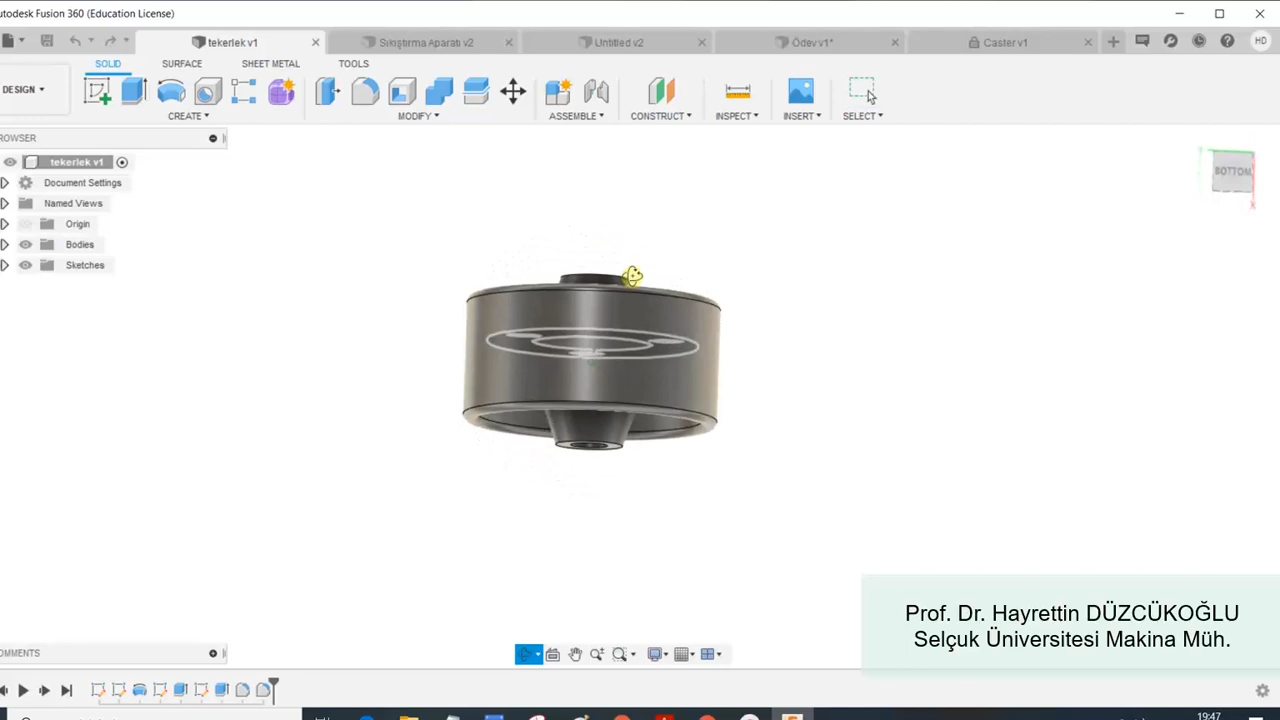 utodesk Fusion 360 (Education License)
tekerlek v1
Sıkıştırma Aparatı v2
Untitled v2
Ödev v1*
Caster v1
HD
SOLID
SURFACE
SHEET METAL
TOOLS
DESIGN
CREATE
MODIFY
ASSEMBLE
CONSTRUCT
INSPECT
INSERT
SELECT
ROWSER
tekerlek v1
Document Settings
Named Views
Origin
Bodies
Sketches
BOTTOM
X
Prof. Dr. Hayrettin DÜZCÜKOĞLU
Selçuk Üniversitesi Makina Müh.
OMMENTS
19:47